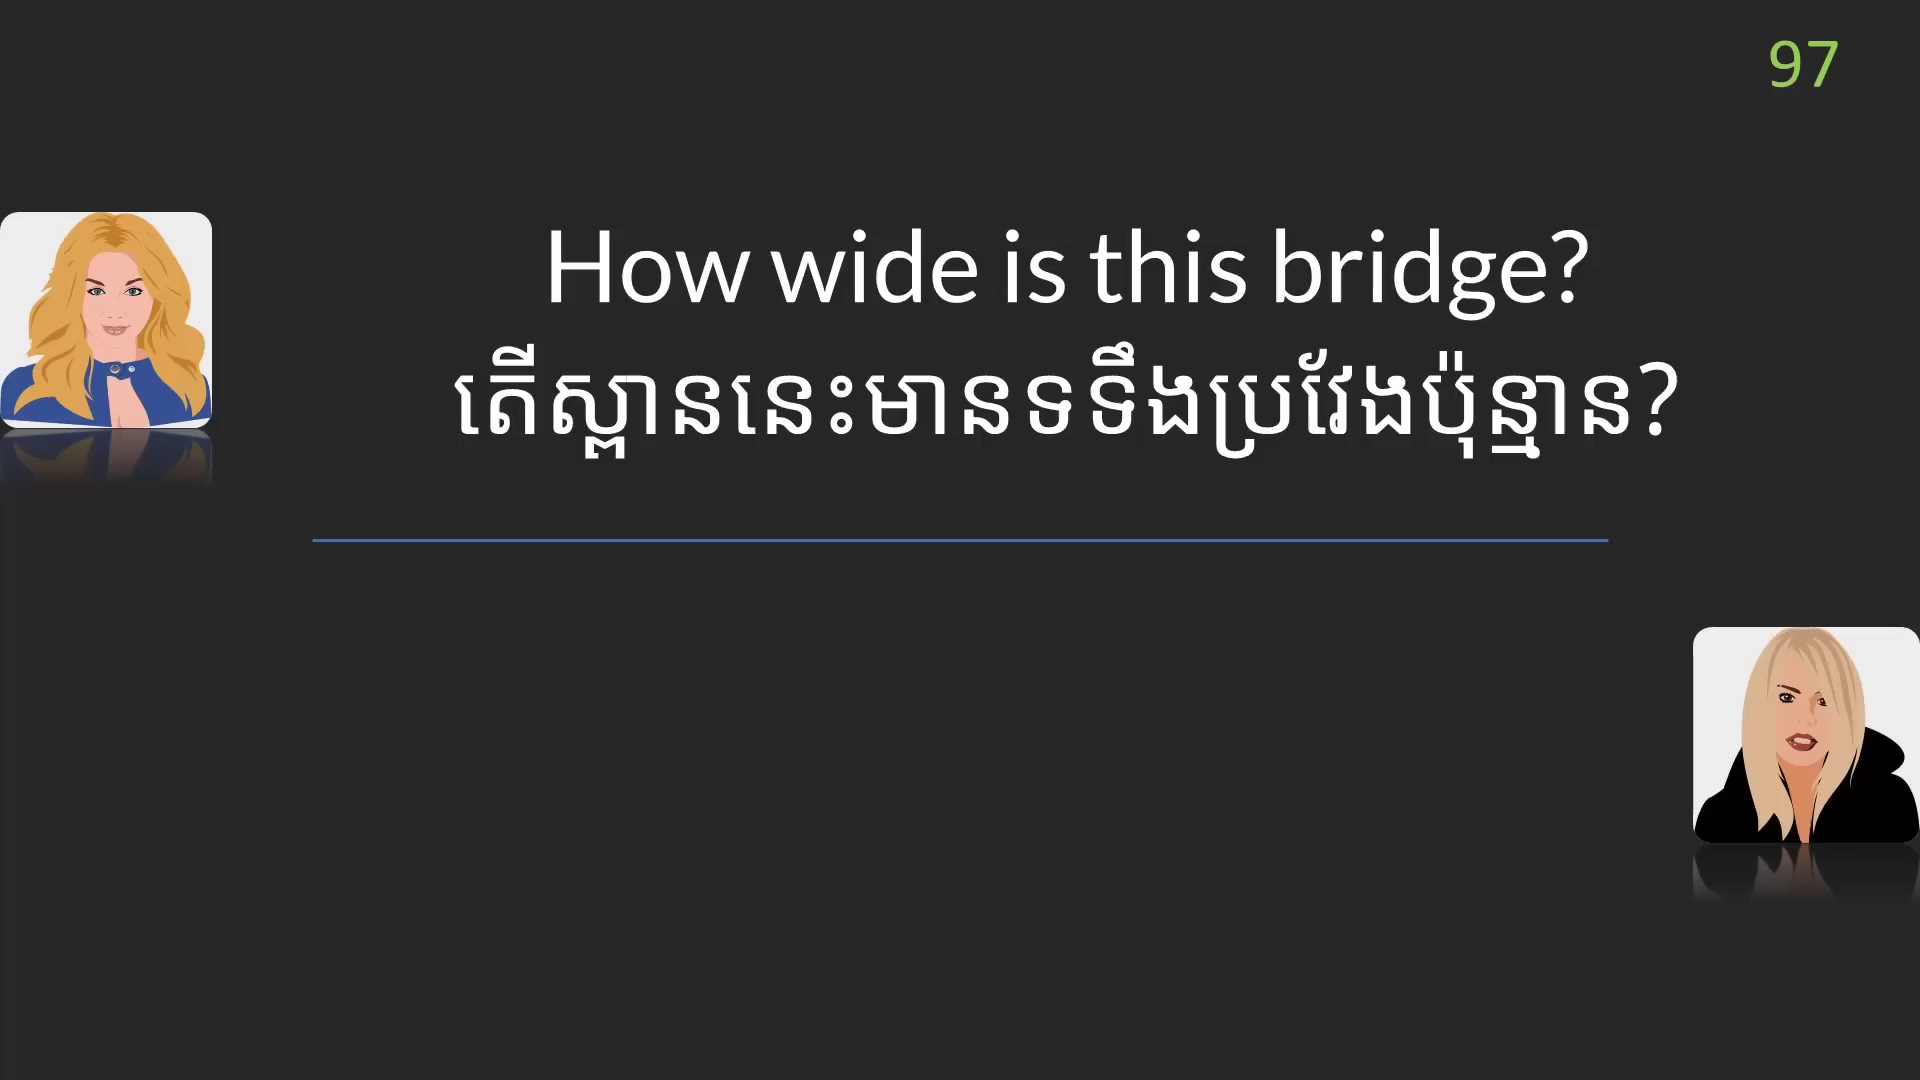 97
How wide is this bridge?
តើស្ពាននេះមានទទឹងប្រវែងប៉ុន្មាន?